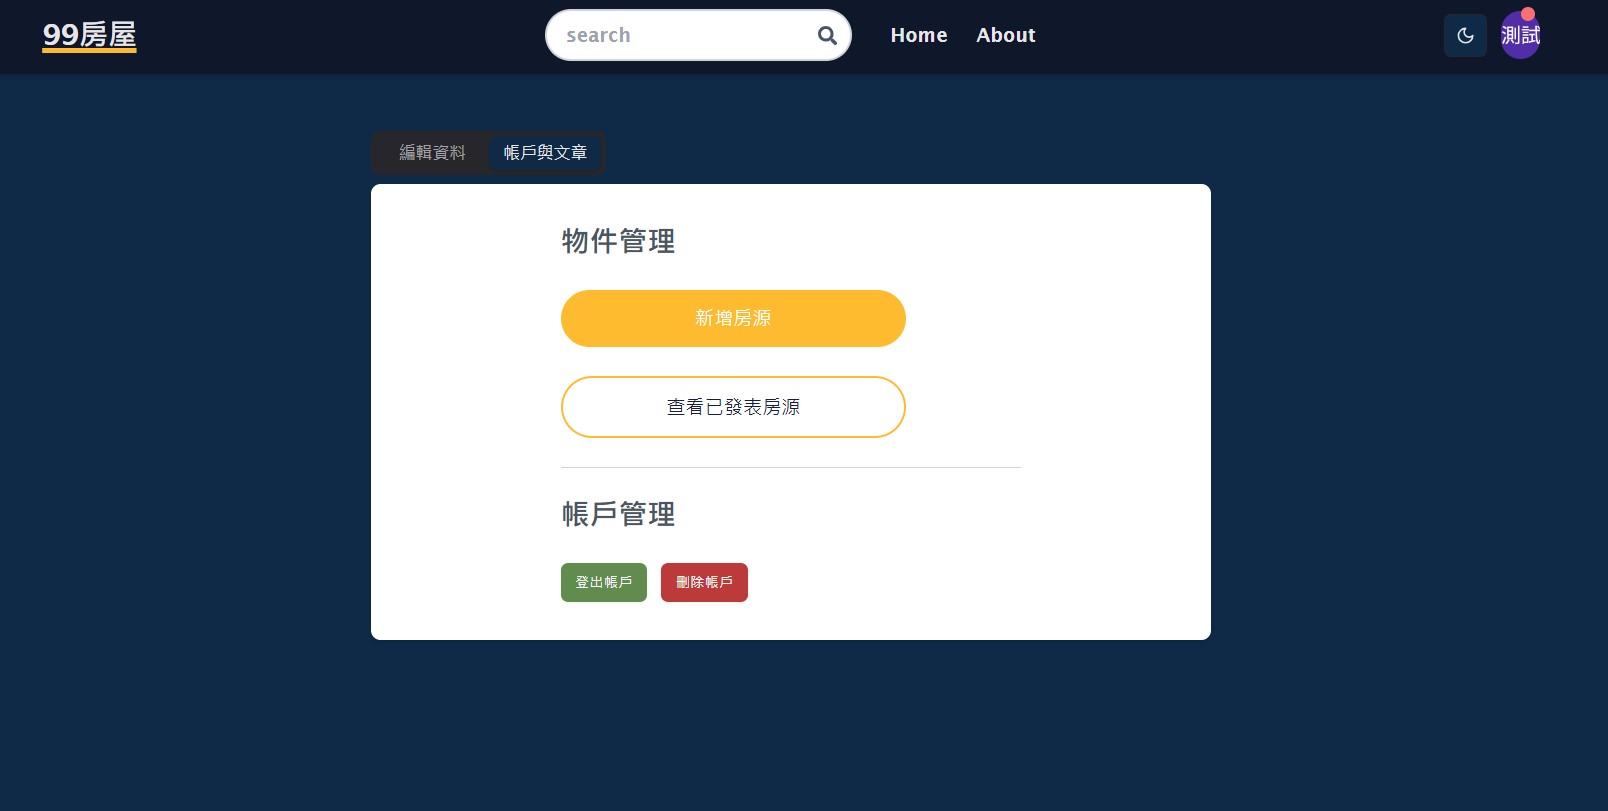 99房屋
search
Home
About
測試
編輯資料
帳戶與文章
物件管理
新增房源
查看已發表房源
帳戶管理
登出帳戶
刪除帳戶